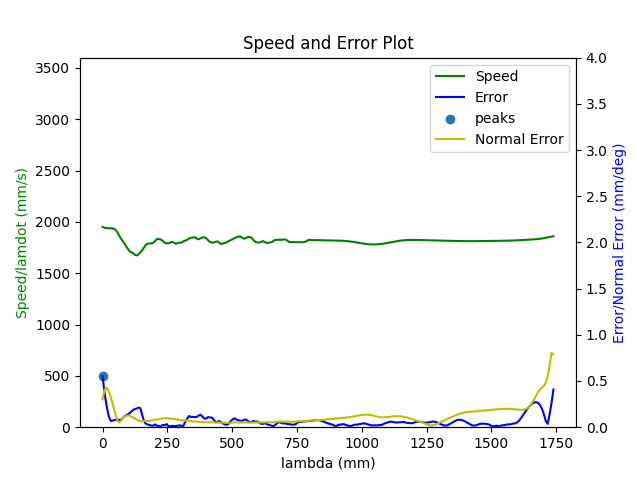 Speed and Error Plot
Speed/lamdot (mm/s)
3500
3000
2500
2000
1500
1000
500
0
Speed
Error
peaks
Normal Error
4.0
3.5
3.0
2.5
2.0
1.5
1.0
0.5
0.0
Error/Normal Error (mm/deg)
0 250 500 750 1000 1250 1500 1750
lambda (mm)